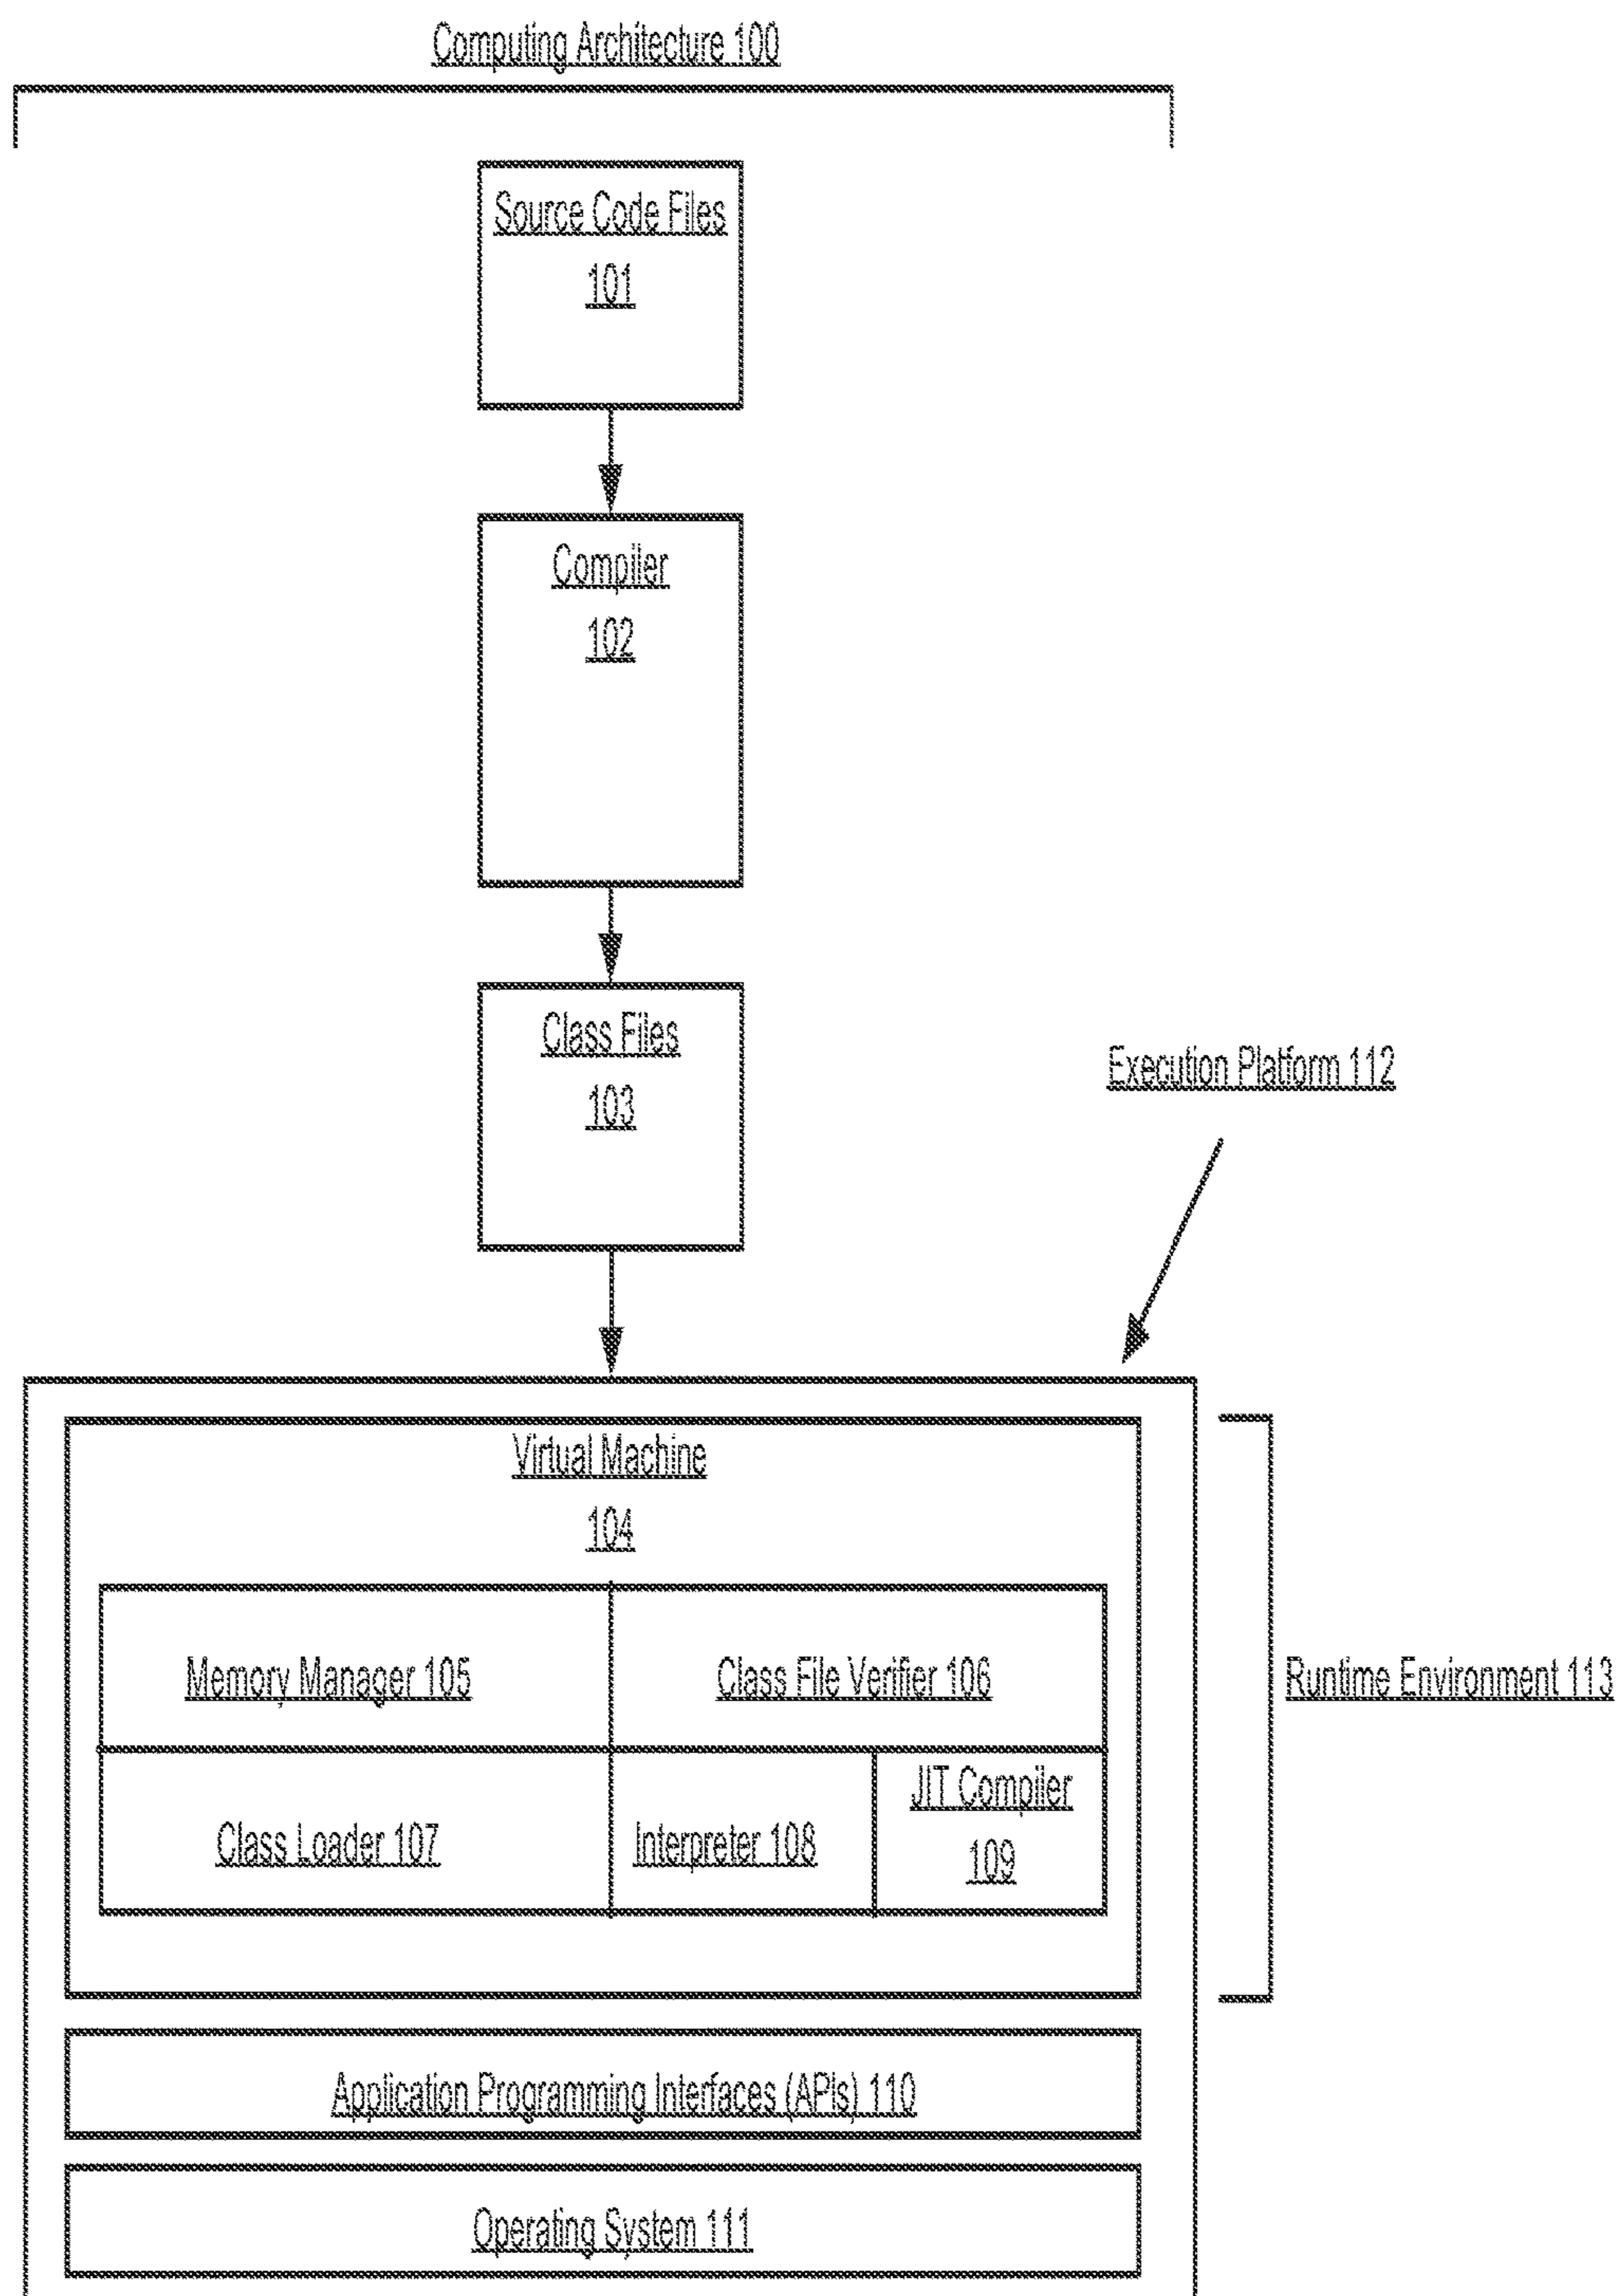 Computing Architecture 100
Source Code Files
101
Compiler
102
Class Files
103
Execution Platform 112
Virtual Machine
104
Memory Manager 105
Class File Verifier 106
Class Loader 107
Interpreter 108
JIT Compiler
109
Runtime Environment 113
Application Programming Interfaces (APIs) 110
Operating System 111